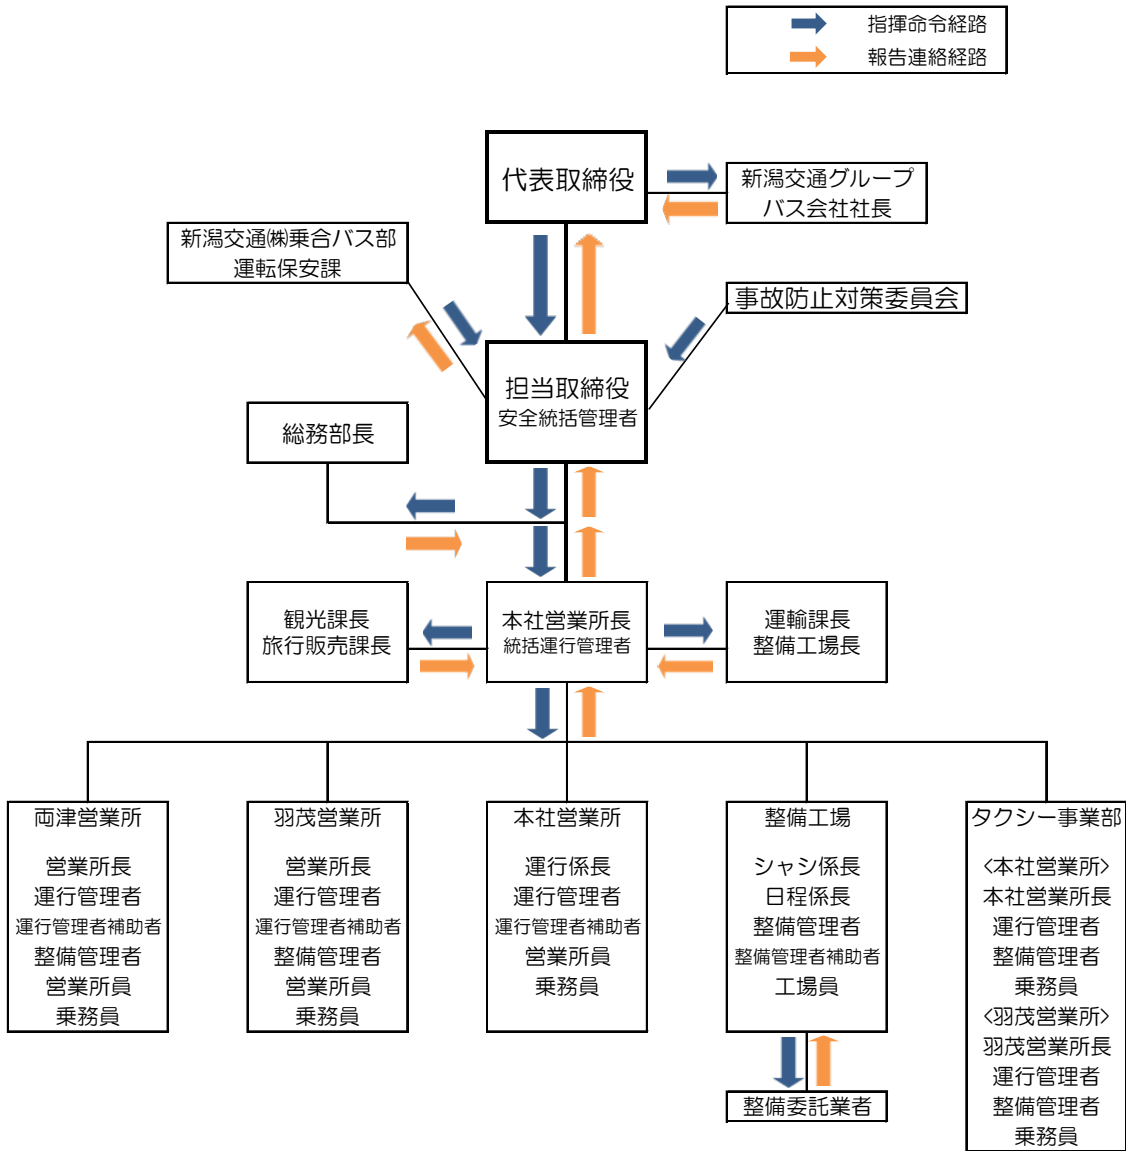 指揮命令経路
報告連絡経路
代表取締役
新潟交通グループ
バス会社社長
新潟交通㈱乗合バス部
運転保安課
事故防止対策委員会
担当取締役
安全統括管理者
総務部長
観光課長
旅行販売課長
本社営業所長
統括運行管理者
運輸課長
整備工場長
両津営業所
営業所長
運行管理者
運行管理者補助者
整備管理者
営業所員
乗務員
羽茂営業所
営業所長
運行管理者
運行管理者補助者
整備管理者
営業所員
乗務員
本社営業所
運行係長
運行管理者
運行管理者補助者
営業所員
乗務員
整備工場
シャシ係長
日程係長
整備管理者
整備管理者補助者
工場員
整備委託業者
タクシー事業部
<本社営業所>
本社営業所長
運行管理者
整備管理者
乗務員
<羽茂営業所>
羽茂営業所長
運行管理者
整備管理者
乗務員